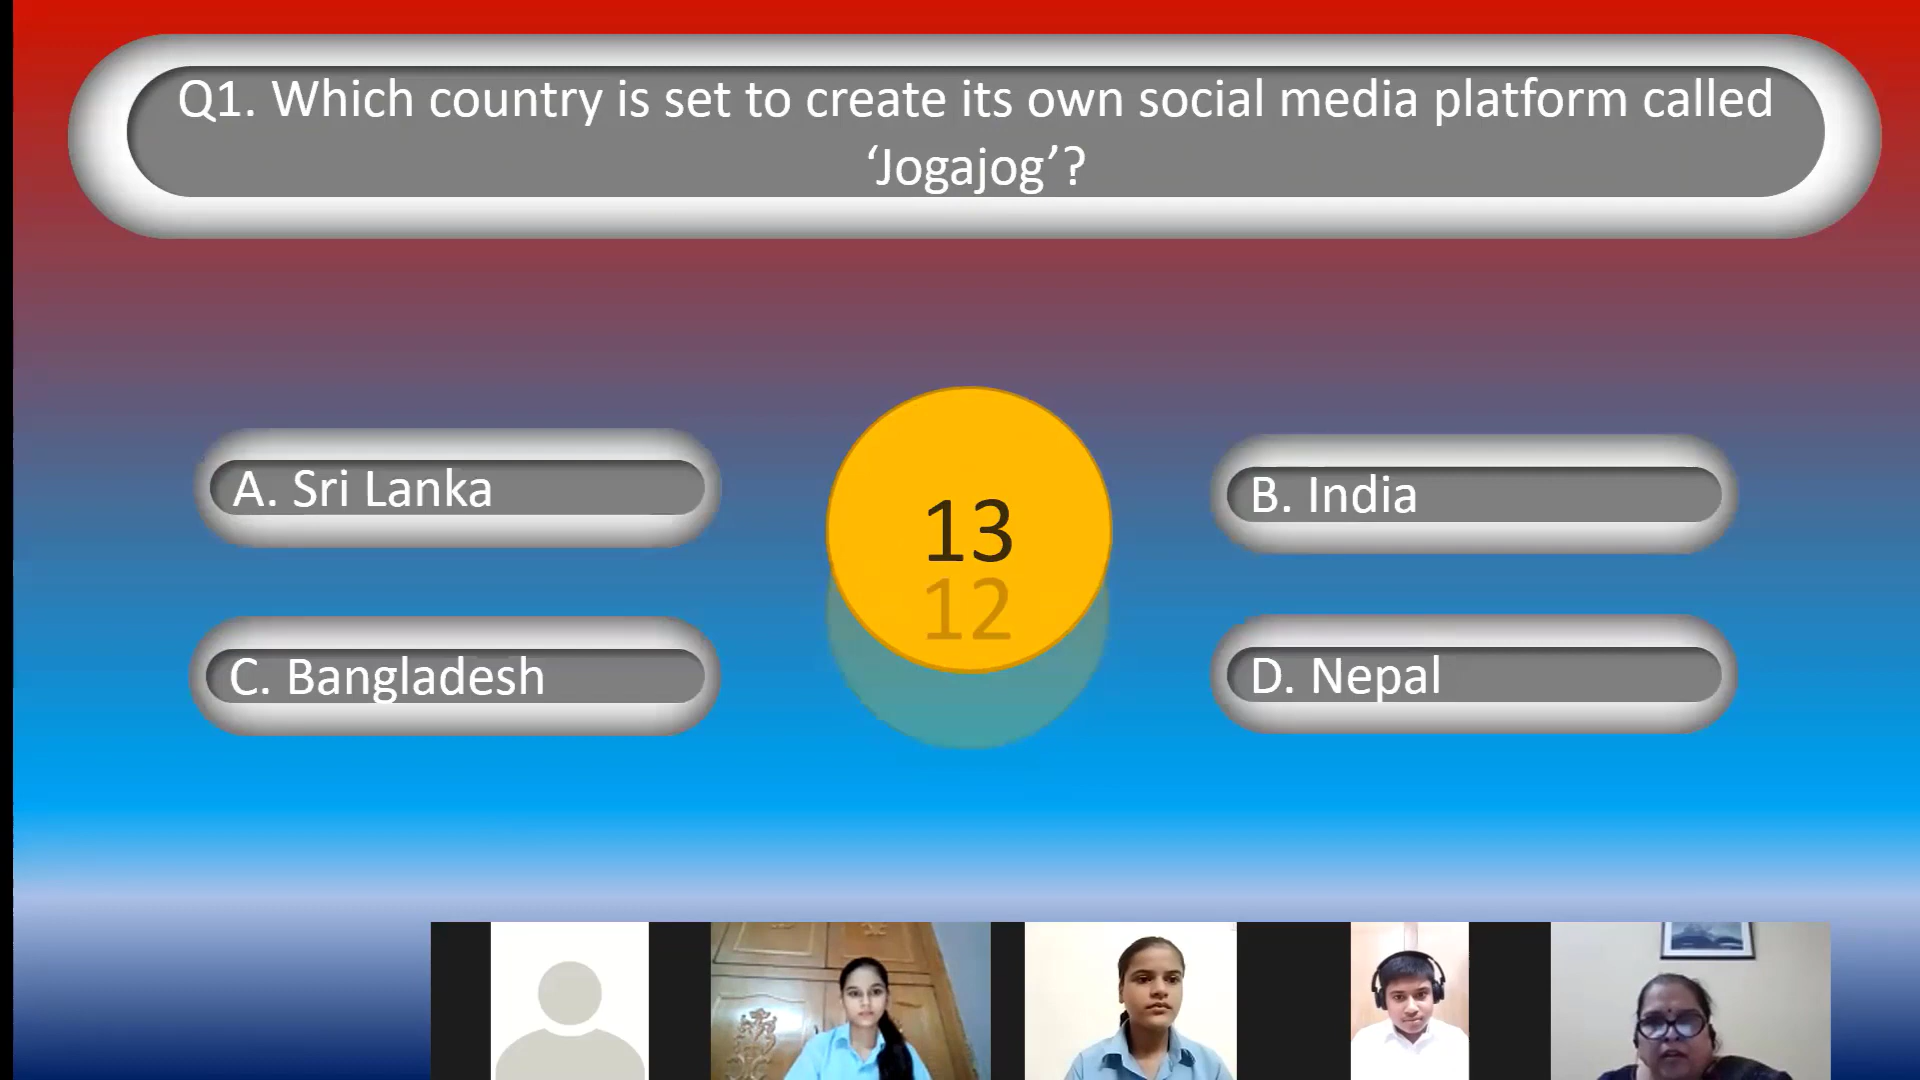 Q1. Which country is set to create its own social media platform called
‘Jogajog’?
A. Sri Lanka
B. India
13
12
C. Bangladesh
D. Nepal